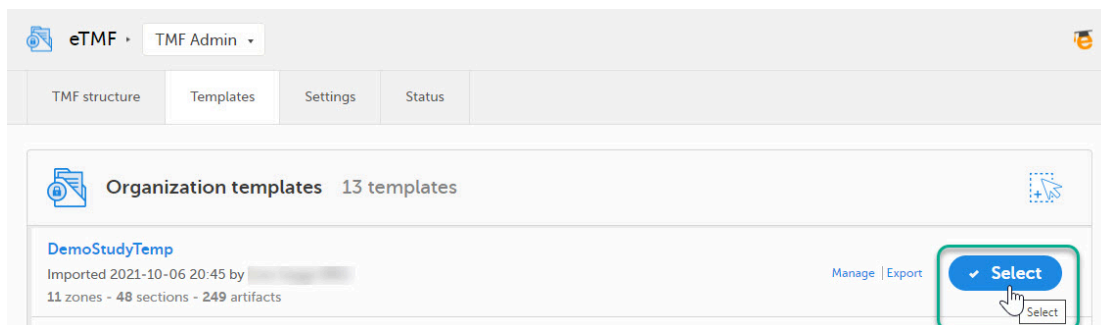 eTMF
TMF Admin
TMF structure Templates Settings Status
Organization templates 13 templates
DemoStudyTemp
Imported 2021-10-06 20:45 by
Manage | Export
Select
11 zones - 48 sections - 249 artifacts
Select